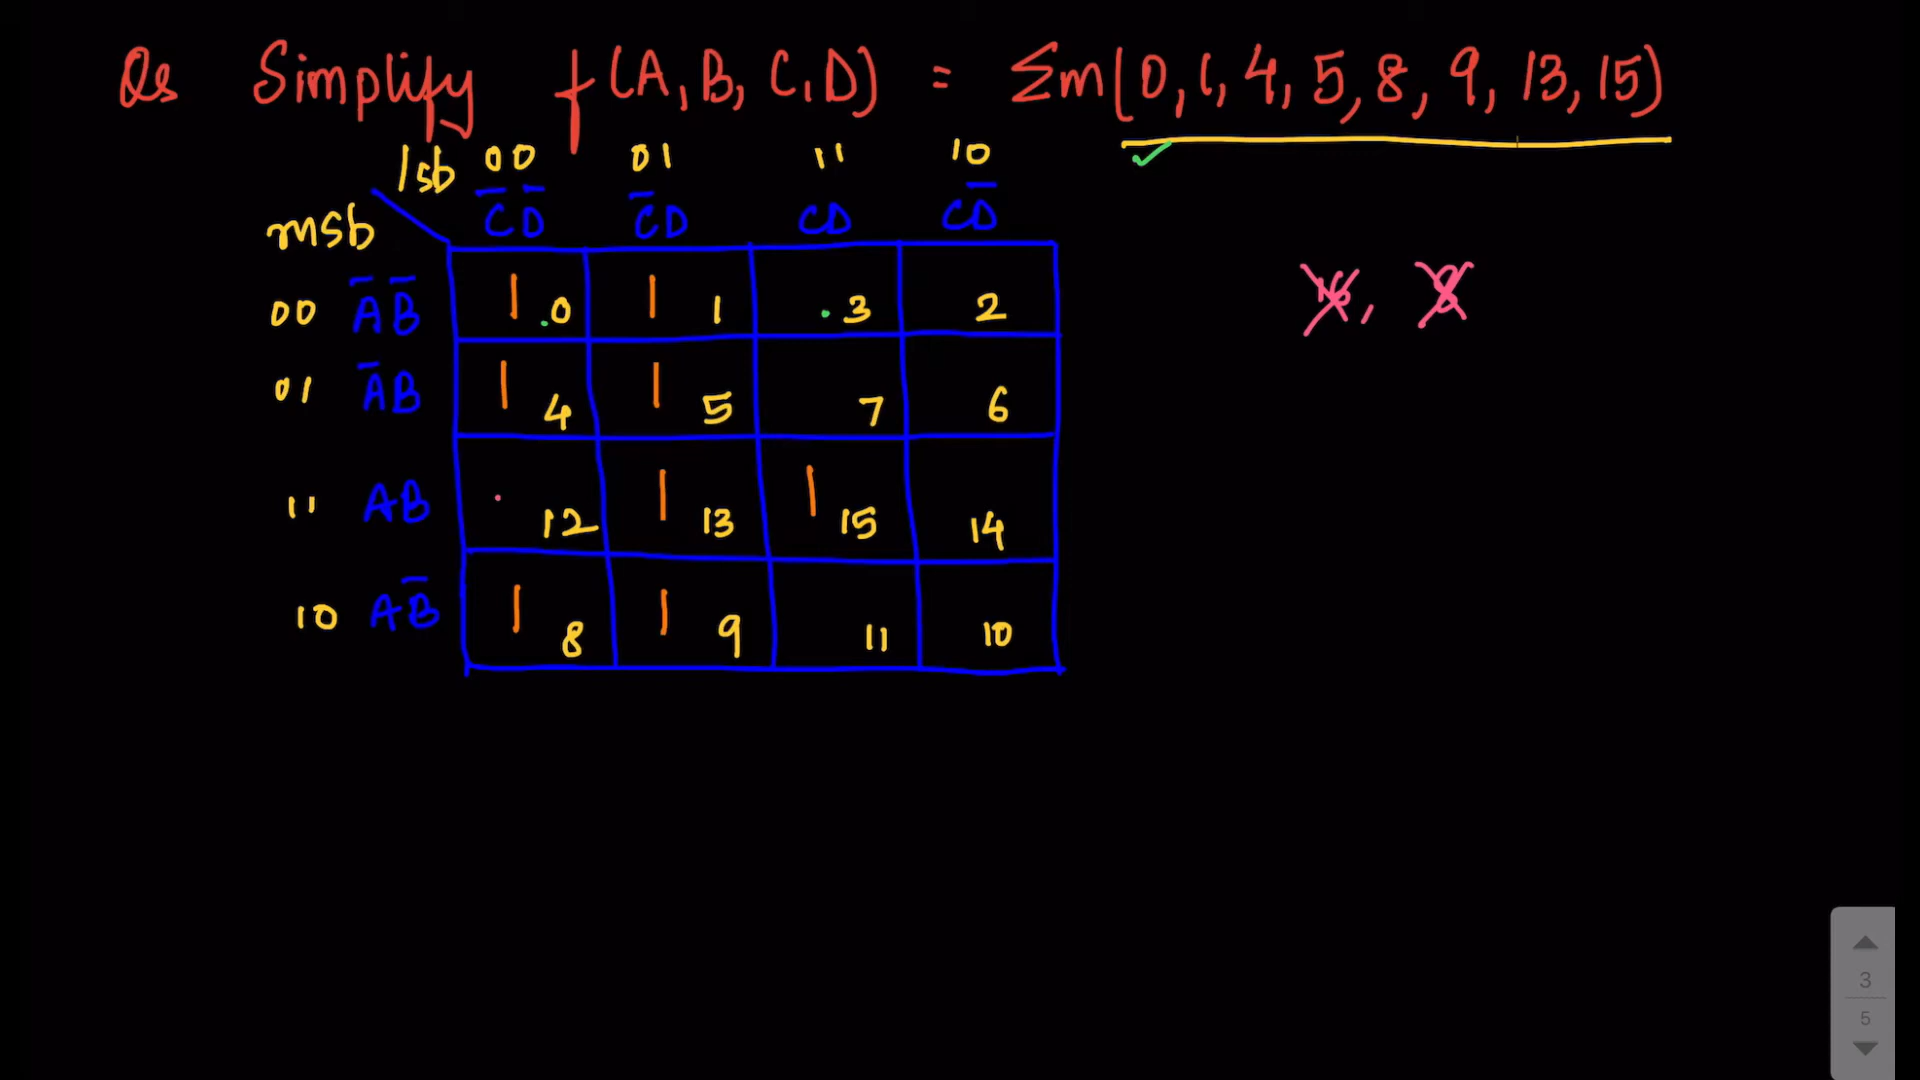 Qs Simplify f(A,B,C,D) = Σm(0,1,4,5,8,9,13,15)
lsb 00 01 11 10
msb C̅D̅ C̅D CD CD̅
00 A̅B̅ 1 0 1 1 3 2
01 A̅B 1 4 1 5 7 6
11 AB 12 1 13 1 15 14
10 AB̅ 1 8 1 9 11 10
16, 8
3
5